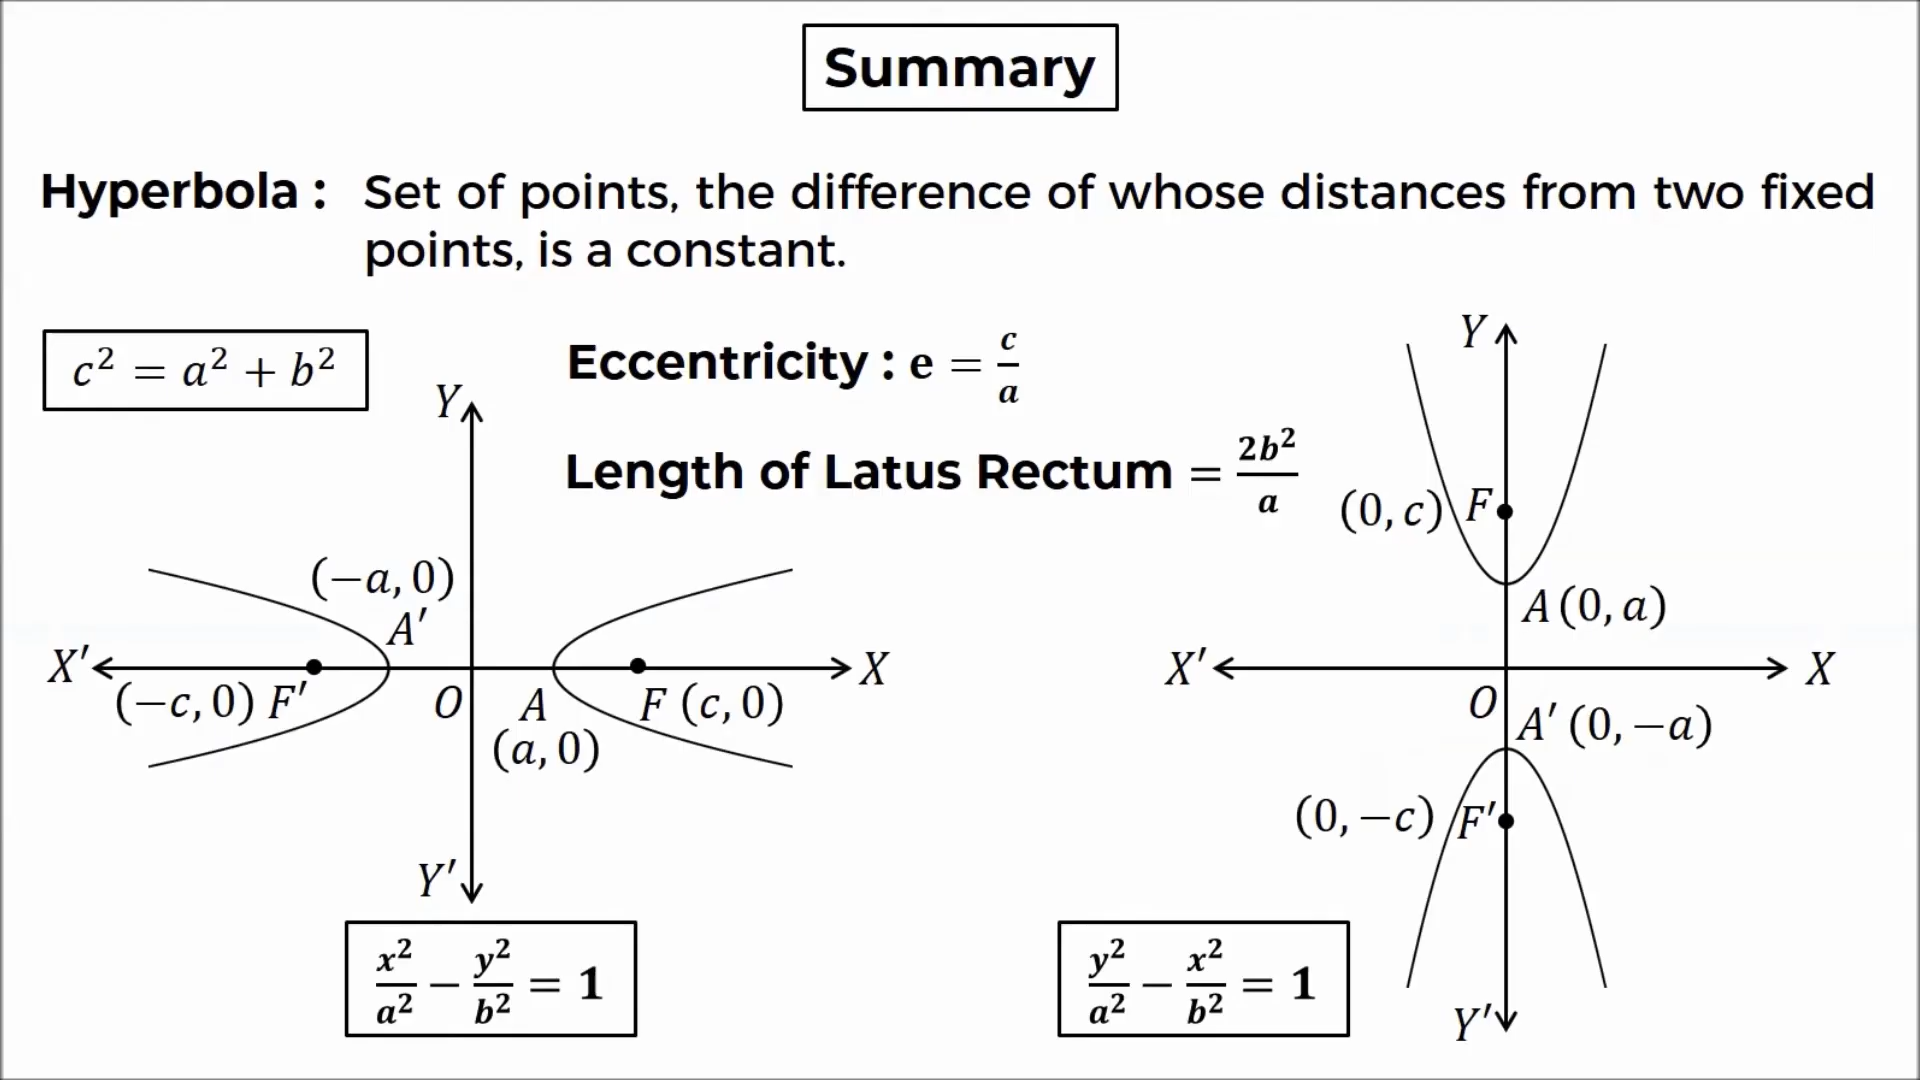 Summary
Hyperbola : Set of points, the difference of whose distances from two fixed
points, is a constant.
c² = a² + b²
Eccentricity : e = c/a
Length of Latus Rectum = 2b²/a
Y
(−a, 0)
A′
X′
X
(−c, 0) F′
O
A
F (c, 0)
(a, 0)
Y′
x²/a² − y²/b² = 1
Y
(0, c) F
A (0, a)
X′
X
O
A′ (0, −a)
(0, −c) F′
Y′
y²/a² − x²/b² = 1